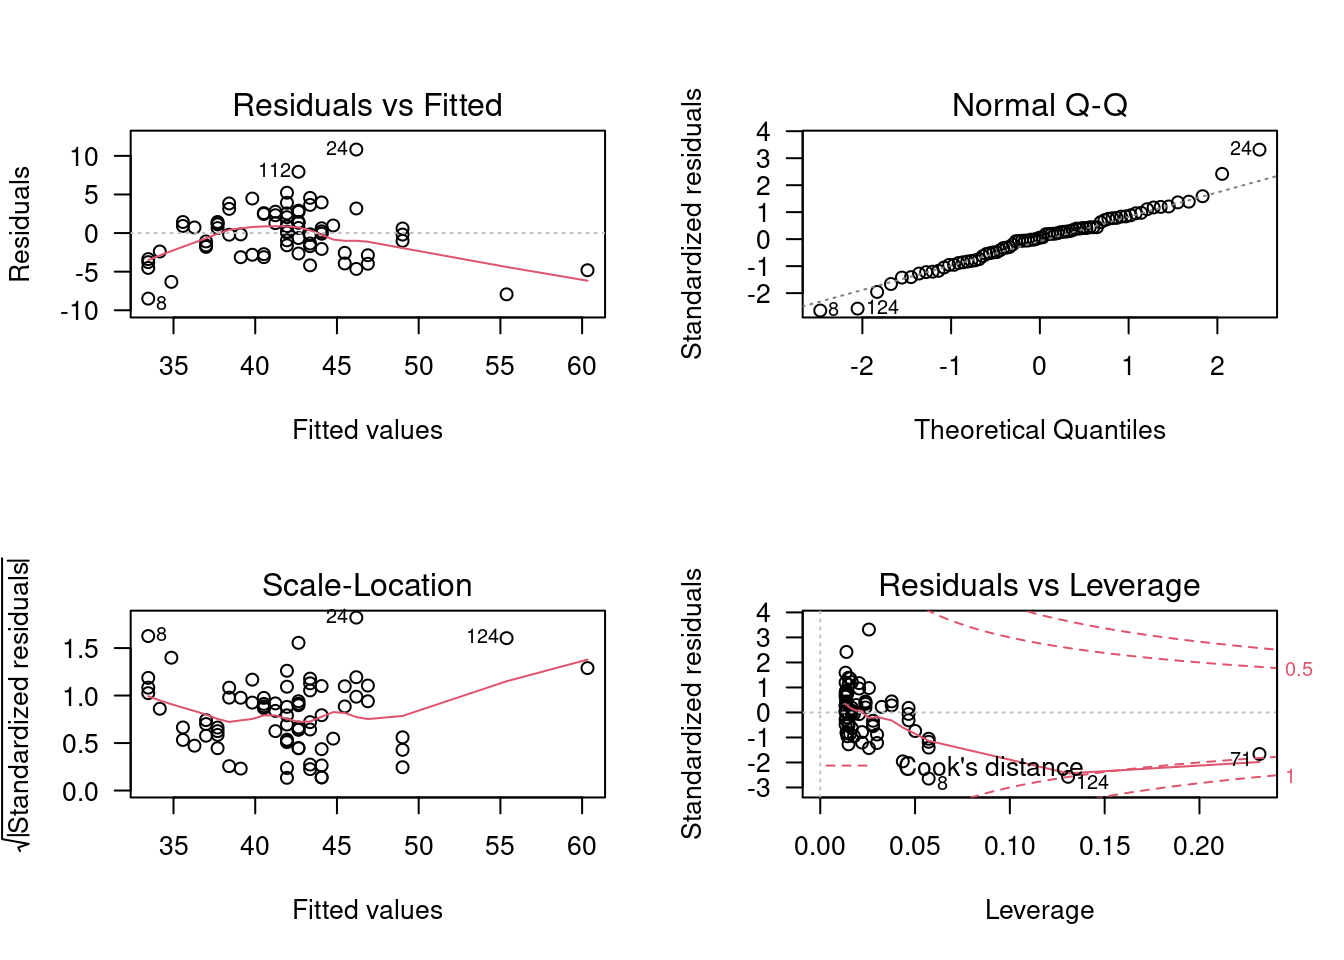 Residuals vs Fitted
Residuals
10
5
0
-5
-10
24
112
8
35 40 45 50 55 60
Fitted values
Normal Q-Q
Standardized residuals
4
3
2
1
0
-1
-2
24
8
124
-2 -1 0 1 2
Theoretical Quantiles
Scale-Location
√|Standardized residuals|
1.5
1.0
0.5
0.0
24
8
124
35 40 45 50 55 60
Fitted values
Residuals vs Leverage
Standardized residuals
4
3
2
1
0
-1
-2
-3
0.5
71
Cook's distance
1
124
8
0.00 0.05 0.10 0.15 0.20
Leverage